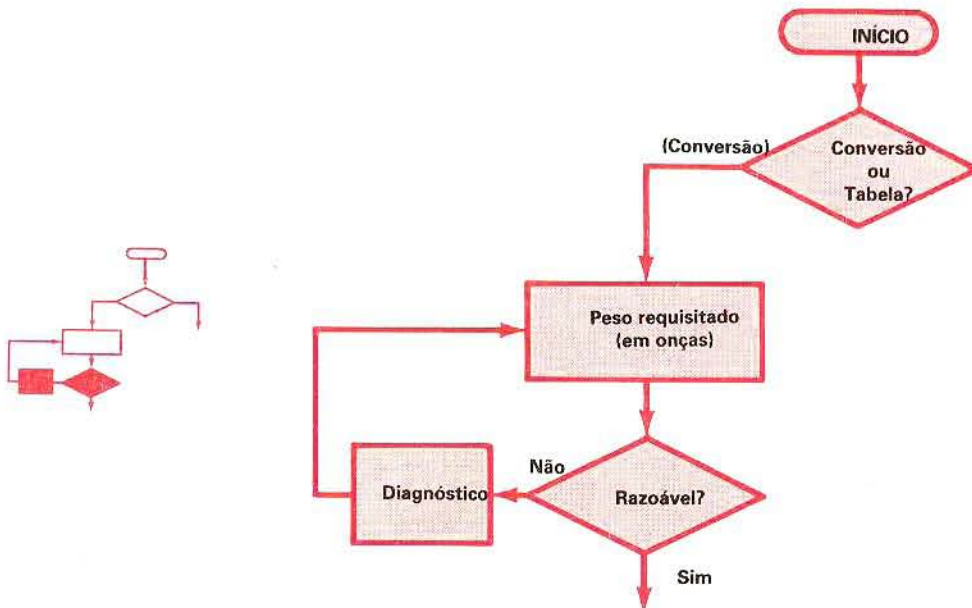 INÍCIO
(Conversão)
Conversão
ou
Tabela?
Peso requisitado
(em onças)
Não
Diagnóstico
Razoável?
Sim